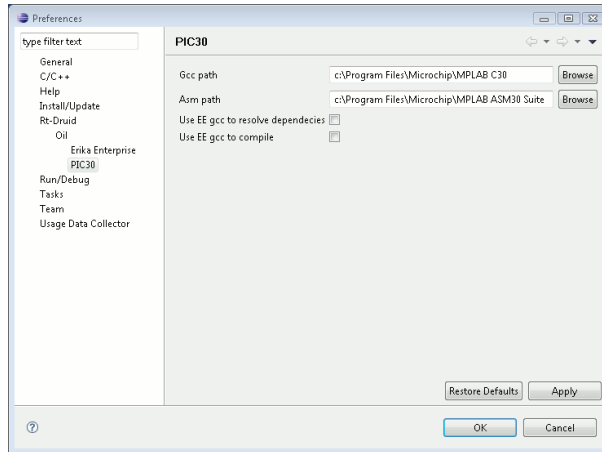 Preferences
type filter text
General
C/C++
Help
Install/Update
Rt-Druid
Oil
Erika Enterprise
PIC30
Run/Debug
Tasks
Team
Usage Data Collector
PIC30
Gcc path c:\Program Files\Microchip\MPLAB C30 Browse
Asm path c:\Program Files\Microchip\MPLAB ASM30 Suite Browse
Use EE gcc to resolve dependecies
Use EE gcc to compile
Restore Defaults Apply
? OK Cancel